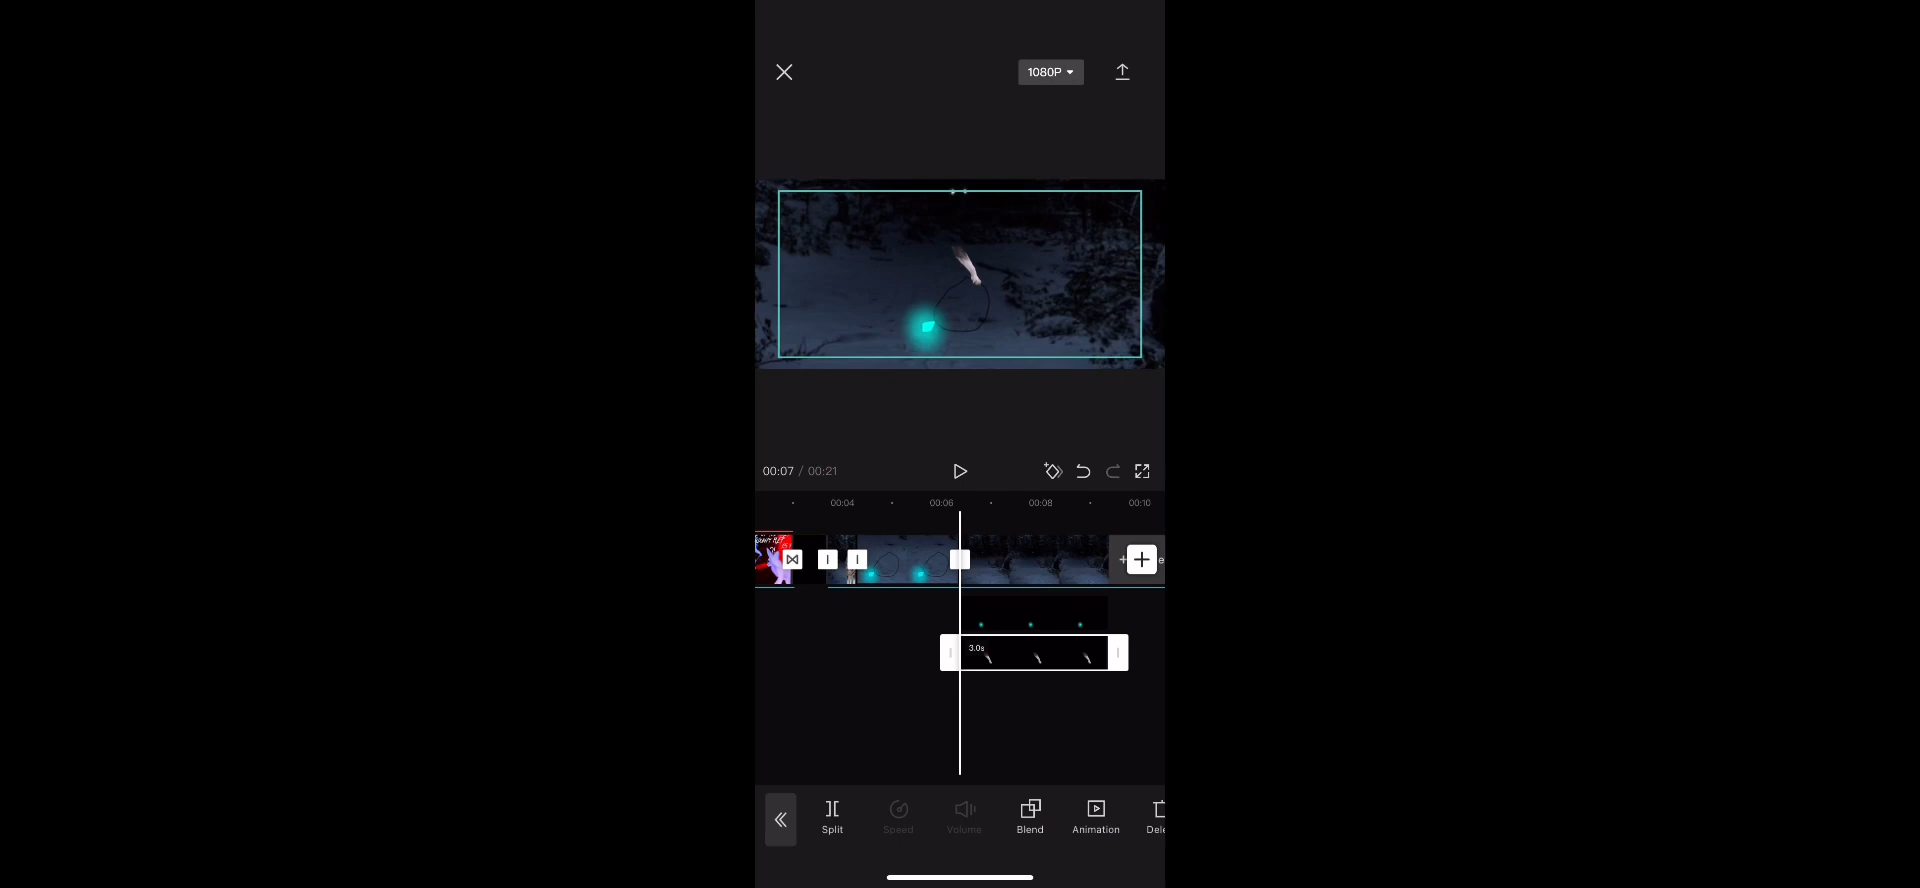 1080P
00:07 / 00:21
00:04 00:06 00:08 00:10
3.0s
Split Speed Volume Blend Animation Dele